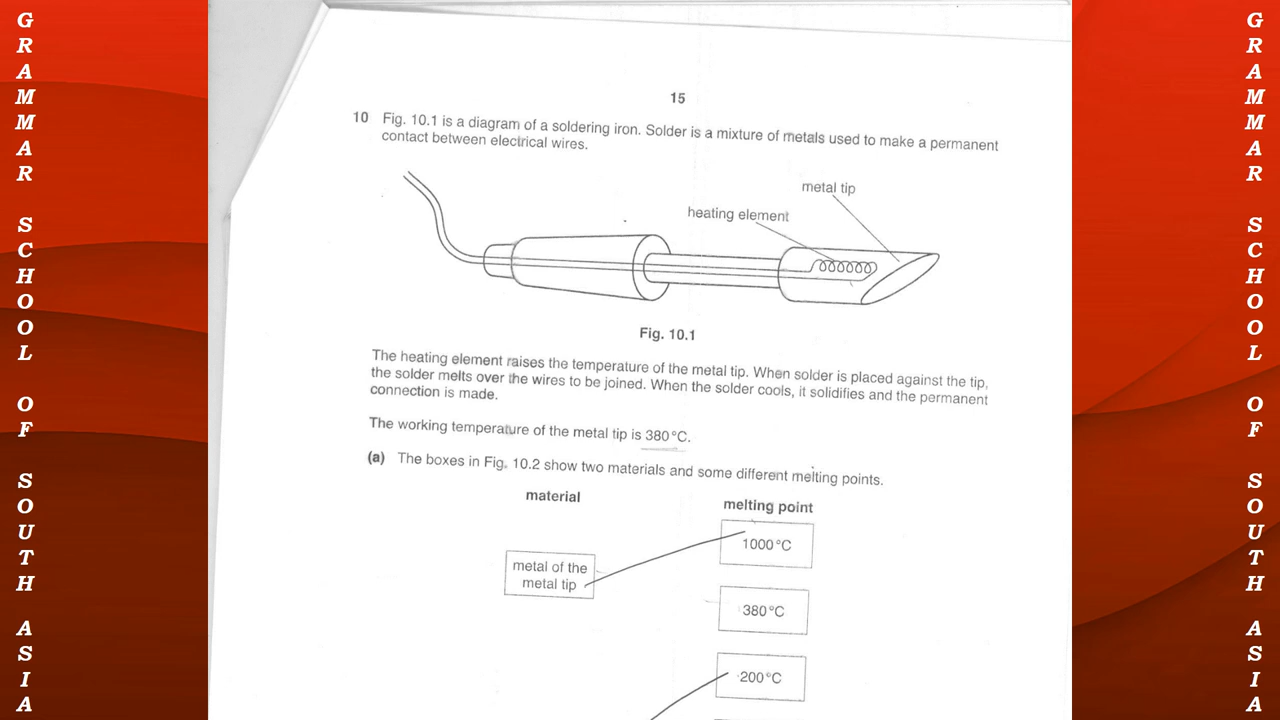 GRAMMAR SCHOOL OF SOUTH ASIA
15
10 Fig. 10.1 is a diagram of a soldering iron. Solder is a mixture of metals used to make a permanent
contact between electrical wires.
metal tip
heating element
Fig. 10.1
The heating element raises the temperature of the metal tip. When solder is placed against the tip,
the solder melts over the wires to be joined. When the solder cools, it solidifies and the permanent
connection is made.
The working temperature of the metal tip is 380°C.
(a) The boxes in Fig. 10.2 show two materials and some different melting points.
material
melting point
1000°C
metal of the
metal tip
380°C
200°C
GRAMMAR SCHOOL OF SOUTH ASIA